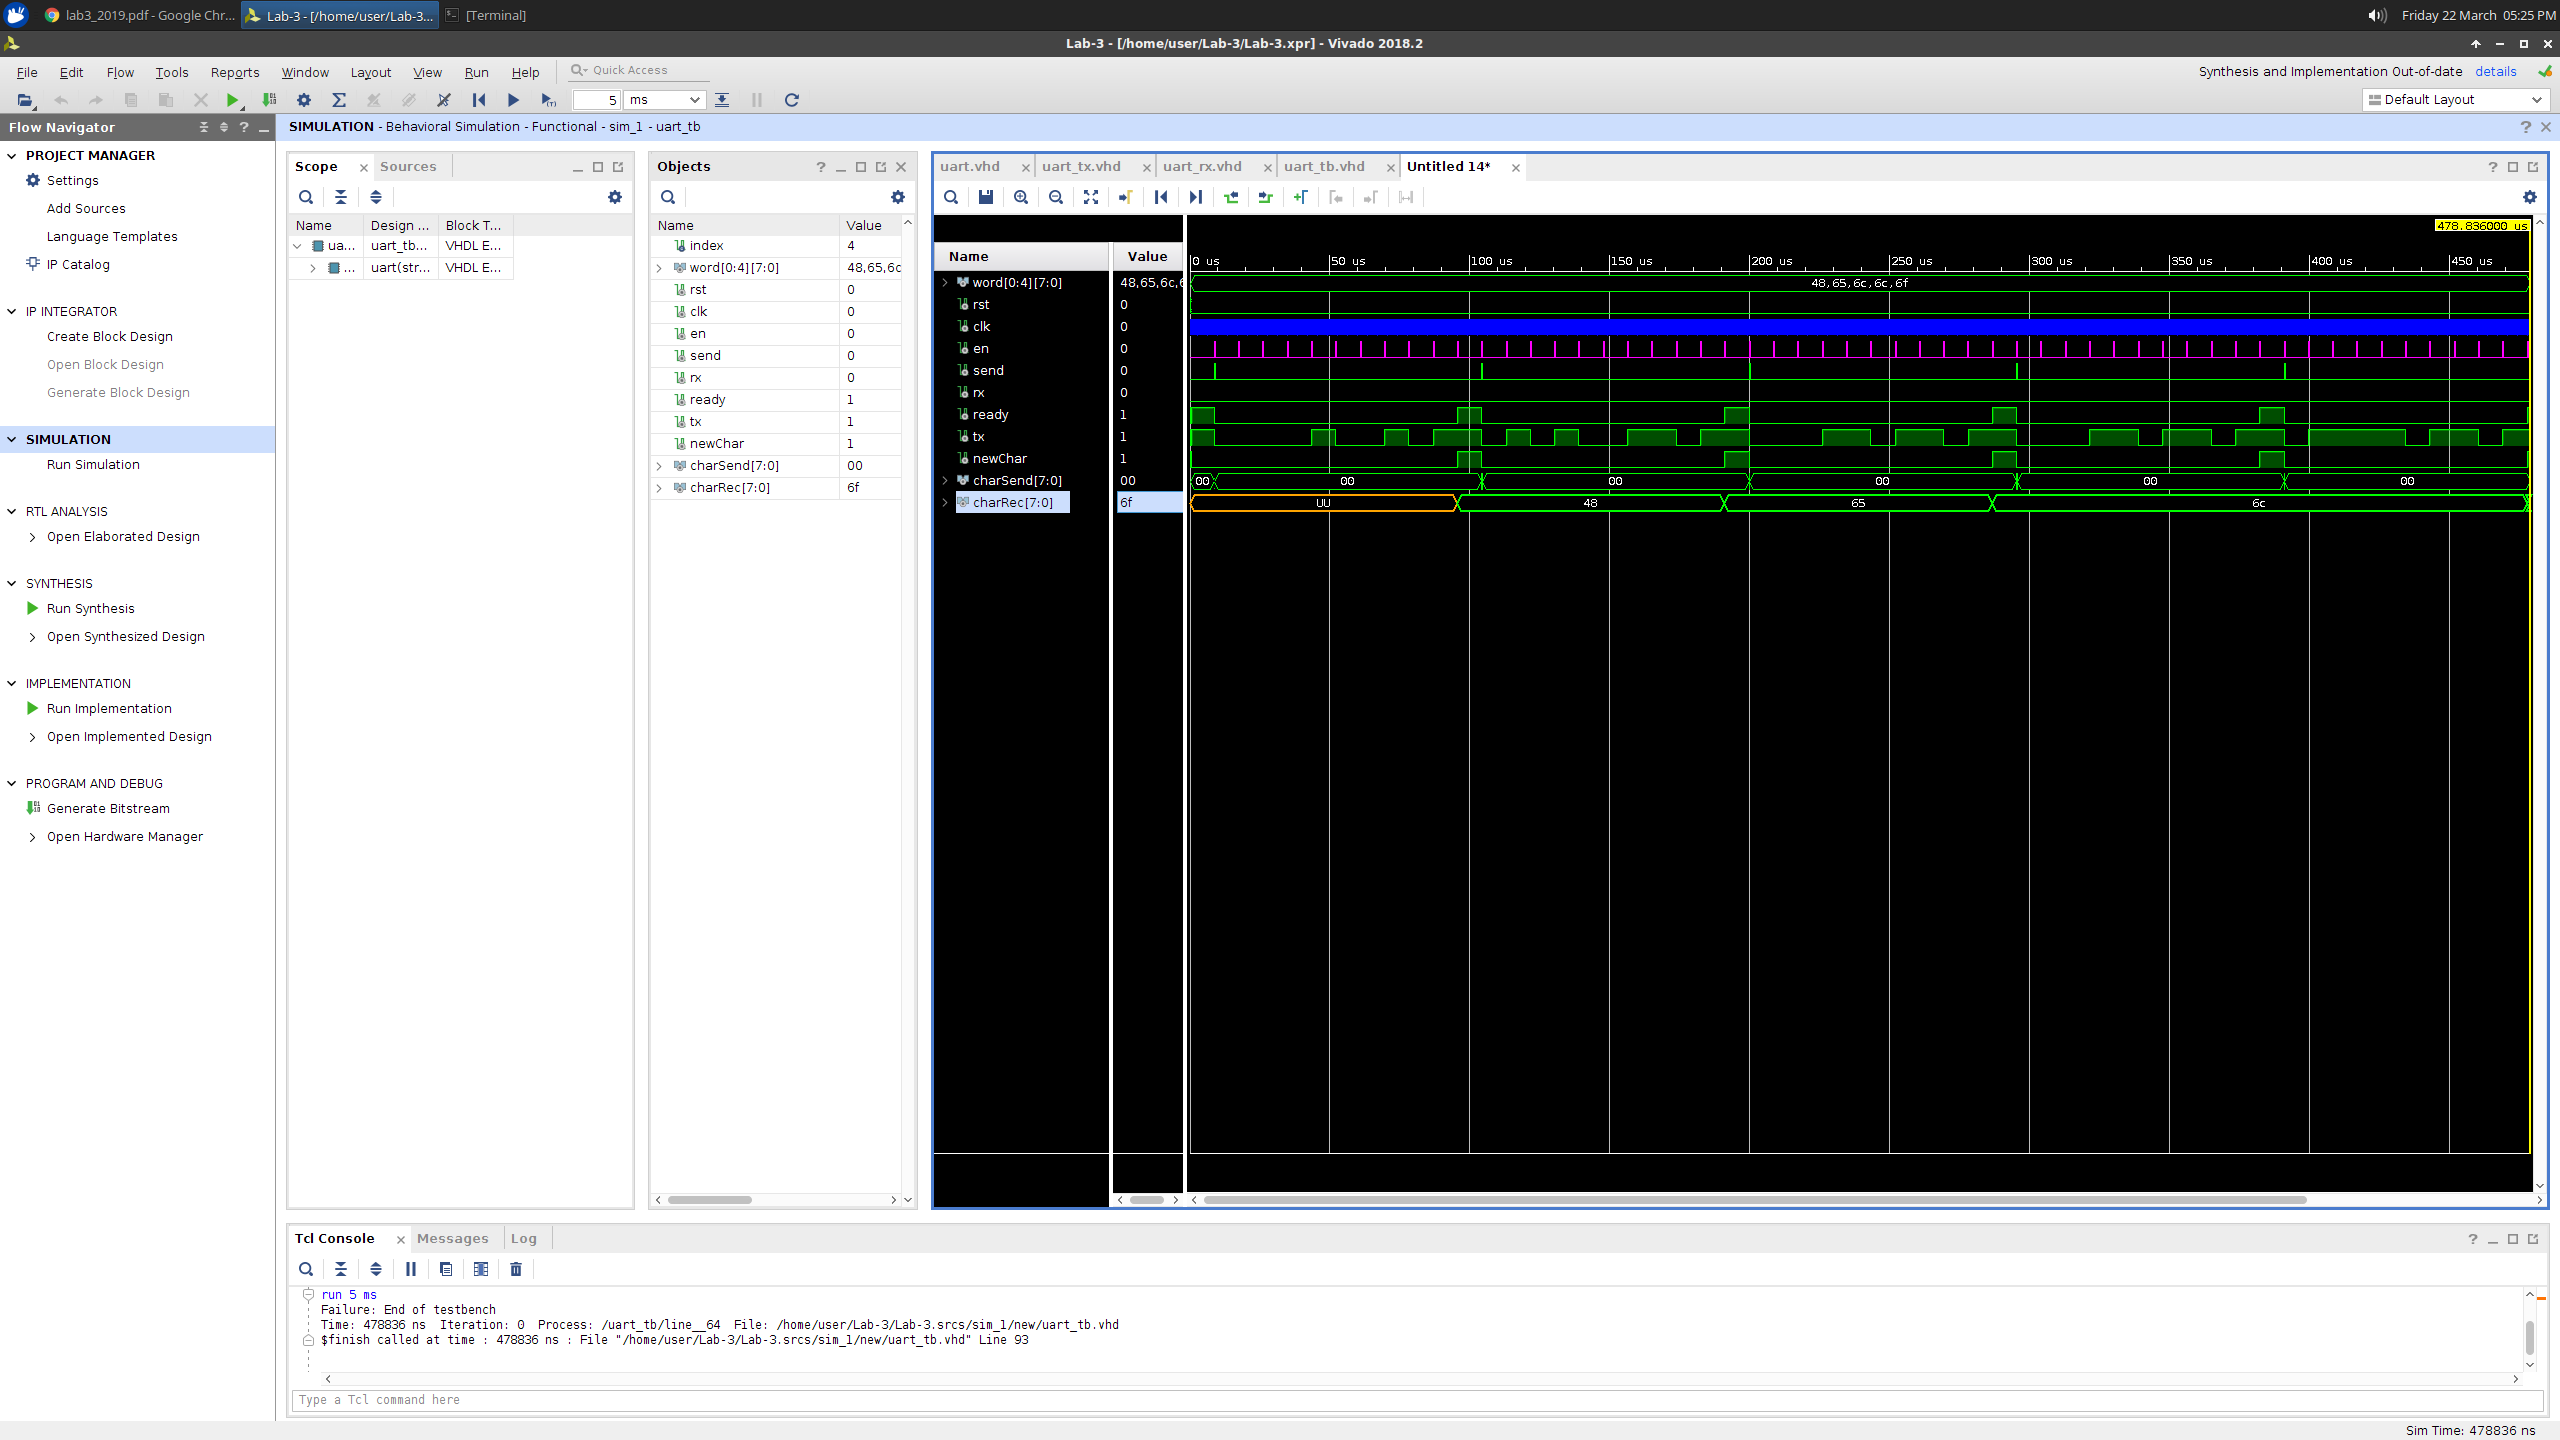 lab3_2019.pdf - Google Chr...
Lab-3 - [/home/user/Lab-3...
[Terminal]
Friday 22 March 05:25 PM
Lab-3 - [/home/user/Lab-3/Lab-3.xpr] - Vivado 2018.2
File Edit Flow Tools Reports Window Layout View Run Help
Quick Access
Synthesis and Implementation Out-of-date details
5 ms
Default Layout
Flow Navigator
SIMULATION - Behavioral Simulation - Functional - sim_1 - uart_tb
PROJECT MANAGER
Settings
Add Sources
Language Templates
IP Catalog
IP INTEGRATOR
Create Block Design
Open Block Design
Generate Block Design
SIMULATION
Run Simulation
RTL ANALYSIS
Open Elaborated Design
SYNTHESIS
Run Synthesis
Open Synthesized Design
IMPLEMENTATION
Run Implementation
Open Implemented Design
PROGRAM AND DEBUG
Generate Bitstream
Open Hardware Manager
Scope Sources
Name Design ... Block T...
ua... uart_tb... VHDL E...
... uart(str... VHDL E...
Objects
Name Value
index 4
word[0:4][7:0] 48,65,6c
rst 0
clk 0
en 0
send 0
rx 0
ready 1
tx 1
newChar 1
charSend[7:0] 00
charRec[7:0] 6f
uart.vhd uart_tx.vhd uart_rx.vhd uart_tb.vhd Untitled 14*
478.836000 us
Name Value
0 us 50 us 100 us 150 us 200 us 250 us 300 us 350 us 400 us 450 us
word[0:4][7:0] 48,65,6c,6 48,65,6c,6c,6f
rst 0
clk 0
en 0
send 0
rx 0
ready 1
tx 1
newChar 1
charSend[7:0] 00 00 00 00 00 00 00
charRec[7:0] 6f UU 48 65 6c
Tcl Console Messages Log
run 5 ms
Failure: End of testbench
Time: 478836 ns Iteration: 0 Process: /uart_tb/line__64 File: /home/user/Lab-3/Lab-3.srcs/sim_1/new/uart_tb.vhd
$finish called at time : 478836 ns : File "/home/user/Lab-3/Lab-3.srcs/sim_1/new/uart_tb.vhd" Line 93
Type a Tcl command here
Sim Time: 478836 ns